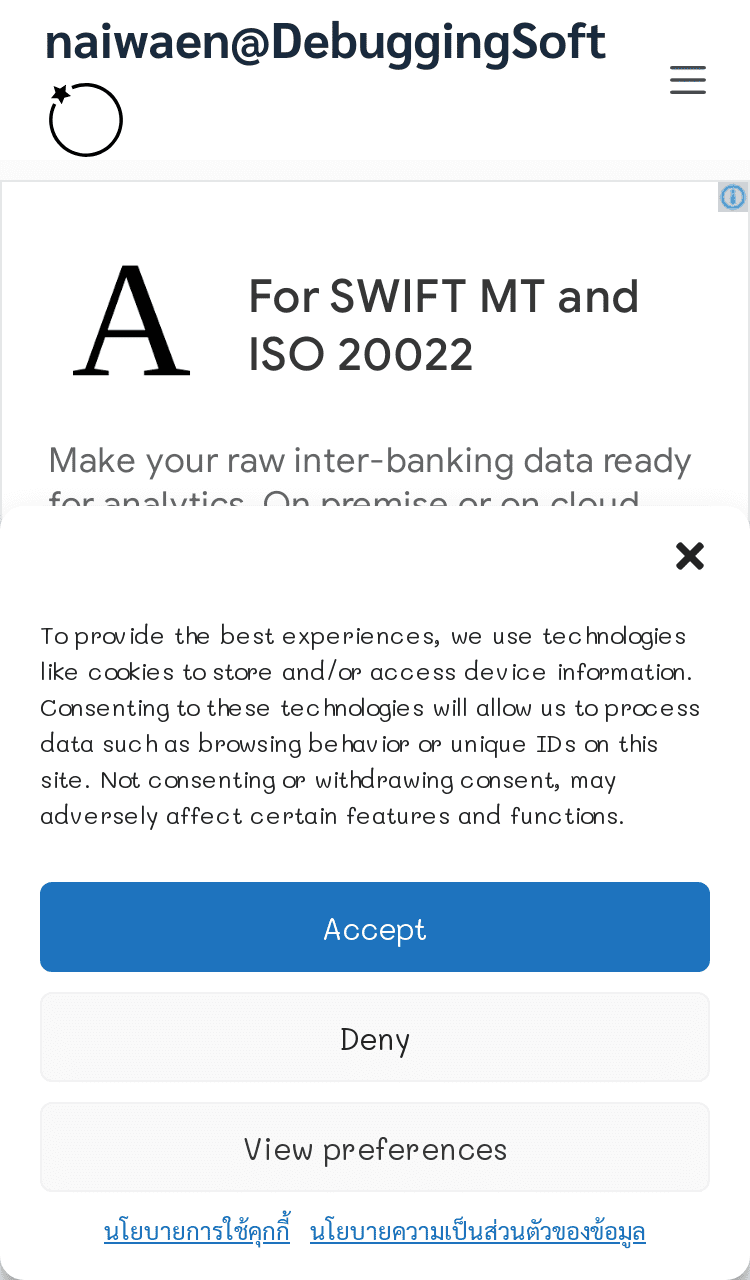 naiwaen@DebuggingSoft
A
For SWIFT MT and
ISO 20022
Make your raw inter-banking data ready
for analytics. On premise or on cloud
To provide the best experiences, we use technologies
like cookies to store and/or access device information.
Consenting to these technologies will allow us to process
data such as browsing behavior or unique IDs on this
site. Not consenting or withdrawing consent, may
adversely affect certain features and functions.
Accept
Deny
View preferences
นโยบายการใช้คุกกี้ นโยบายความเป็นส่วนตัวของข้อมูล